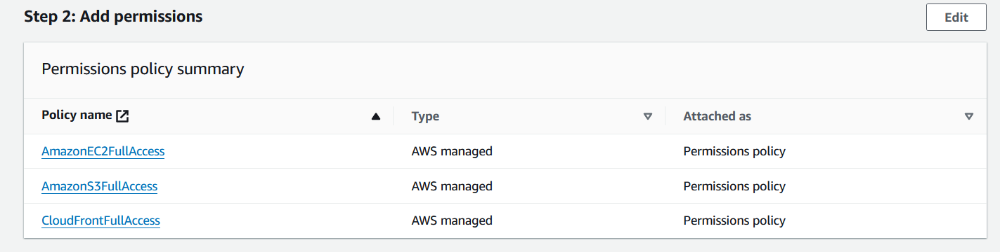 Step 2: Add permissions
Edit
Permissions policy summary
Policy name Type Attached as
AmazonEC2FullAccess AWS managed Permissions policy
AmazonS3FullAccess AWS managed Permissions policy
CloudFrontFullAccess AWS managed Permissions policy